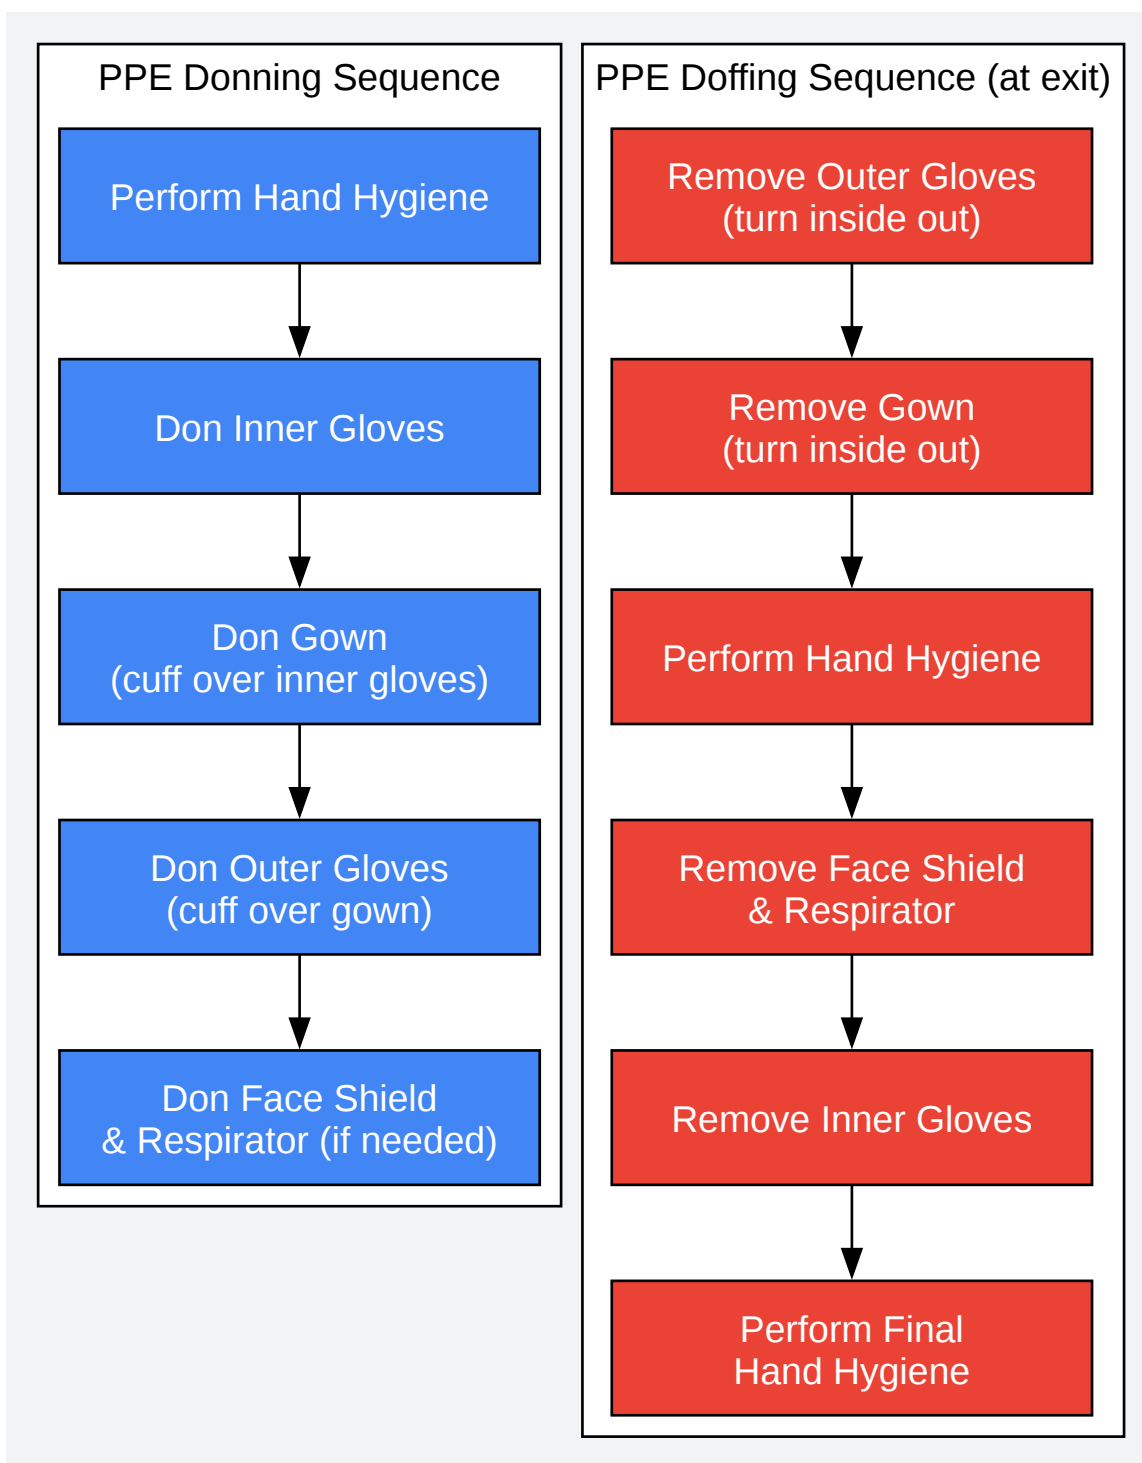 PPE Donning Sequence
Perform Hand Hygiene
Don Inner Gloves
Don Gown
(cuff over inner gloves)
Don Outer Gloves
(cuff over gown)
Don Face Shield
& Respirator (if needed)
PPE Doffing Sequence (at exit)
Remove Outer Gloves
(turn inside out)
Remove Gown
(turn inside out)
Perform Hand Hygiene
Remove Face Shield
& Respirator
Remove Inner Gloves
Perform Final
Hand Hygiene